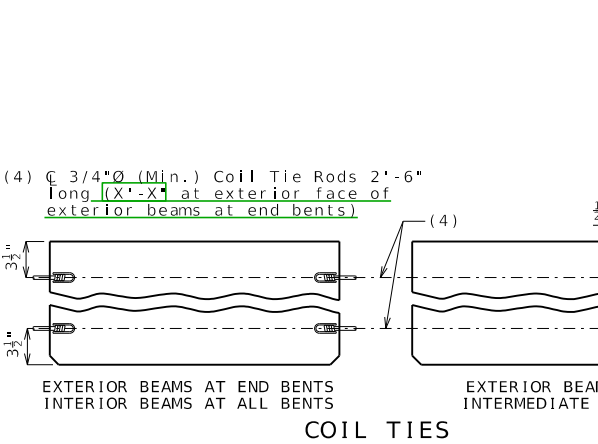 (4) ℄ 3/4"Ø (Min.) Coil Tie Rods 2'-6"
long (X'-X" at exterior face of
exterior beams at end bents)
(4)
3½"
3½"
EXTERIOR BEAMS AT END BENTS
INTERIOR BEAMS AT ALL BENTS
EXTERIOR
INTERMEDIATE
COIL TIES